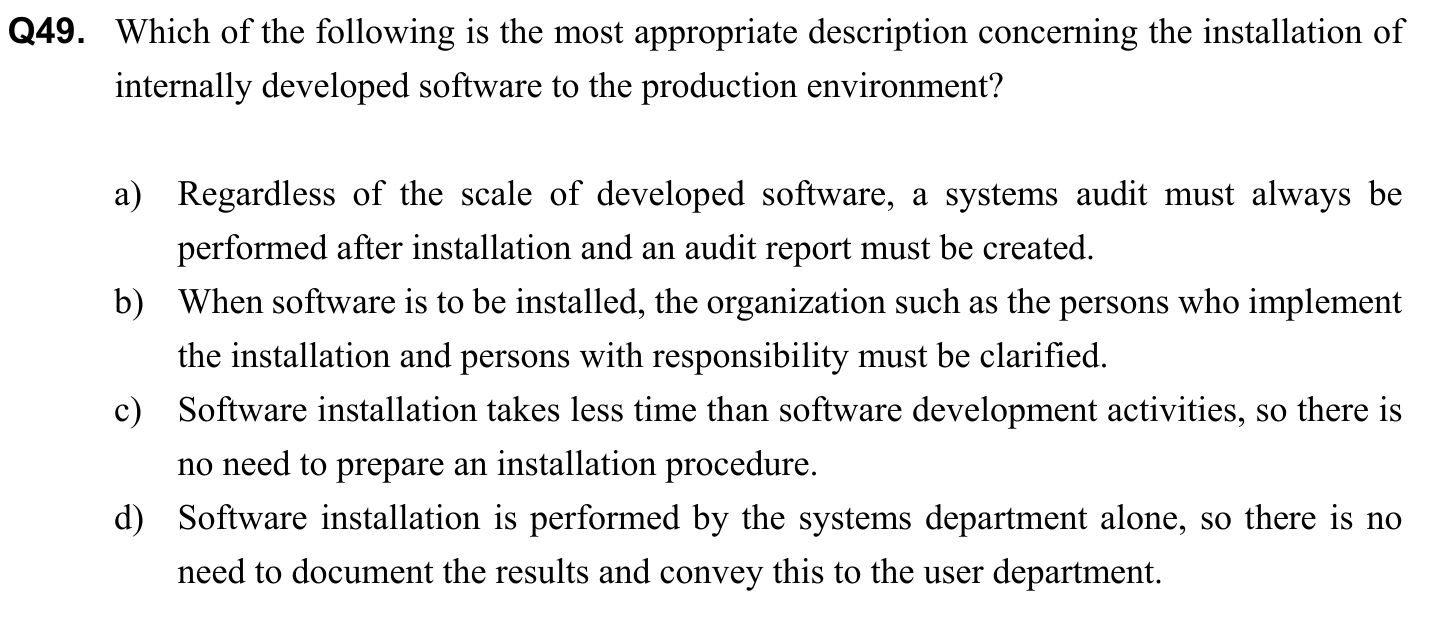 Q49. Which of the following is the most appropriate description concerning the installation of
internally developed software to the production environment?
a) Regardless of the scale of developed software, a systems audit must always be
performed after installation and an audit report must be created.
b) When software is to be installed, the organization such as the persons who implement
the installation and persons with responsibility must be clarified.
c) Software installation takes less time than software development activities, so there is
no need to prepare an installation procedure.
d) Software installation is performed by the systems department alone, so there is no
need to document the results and convey this to the user department.